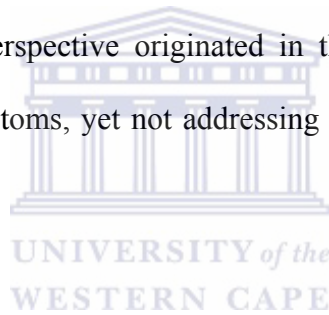 erspective originated in th
toms, yet not addressing
UNIVERSITY of the
WESTERN CAPE